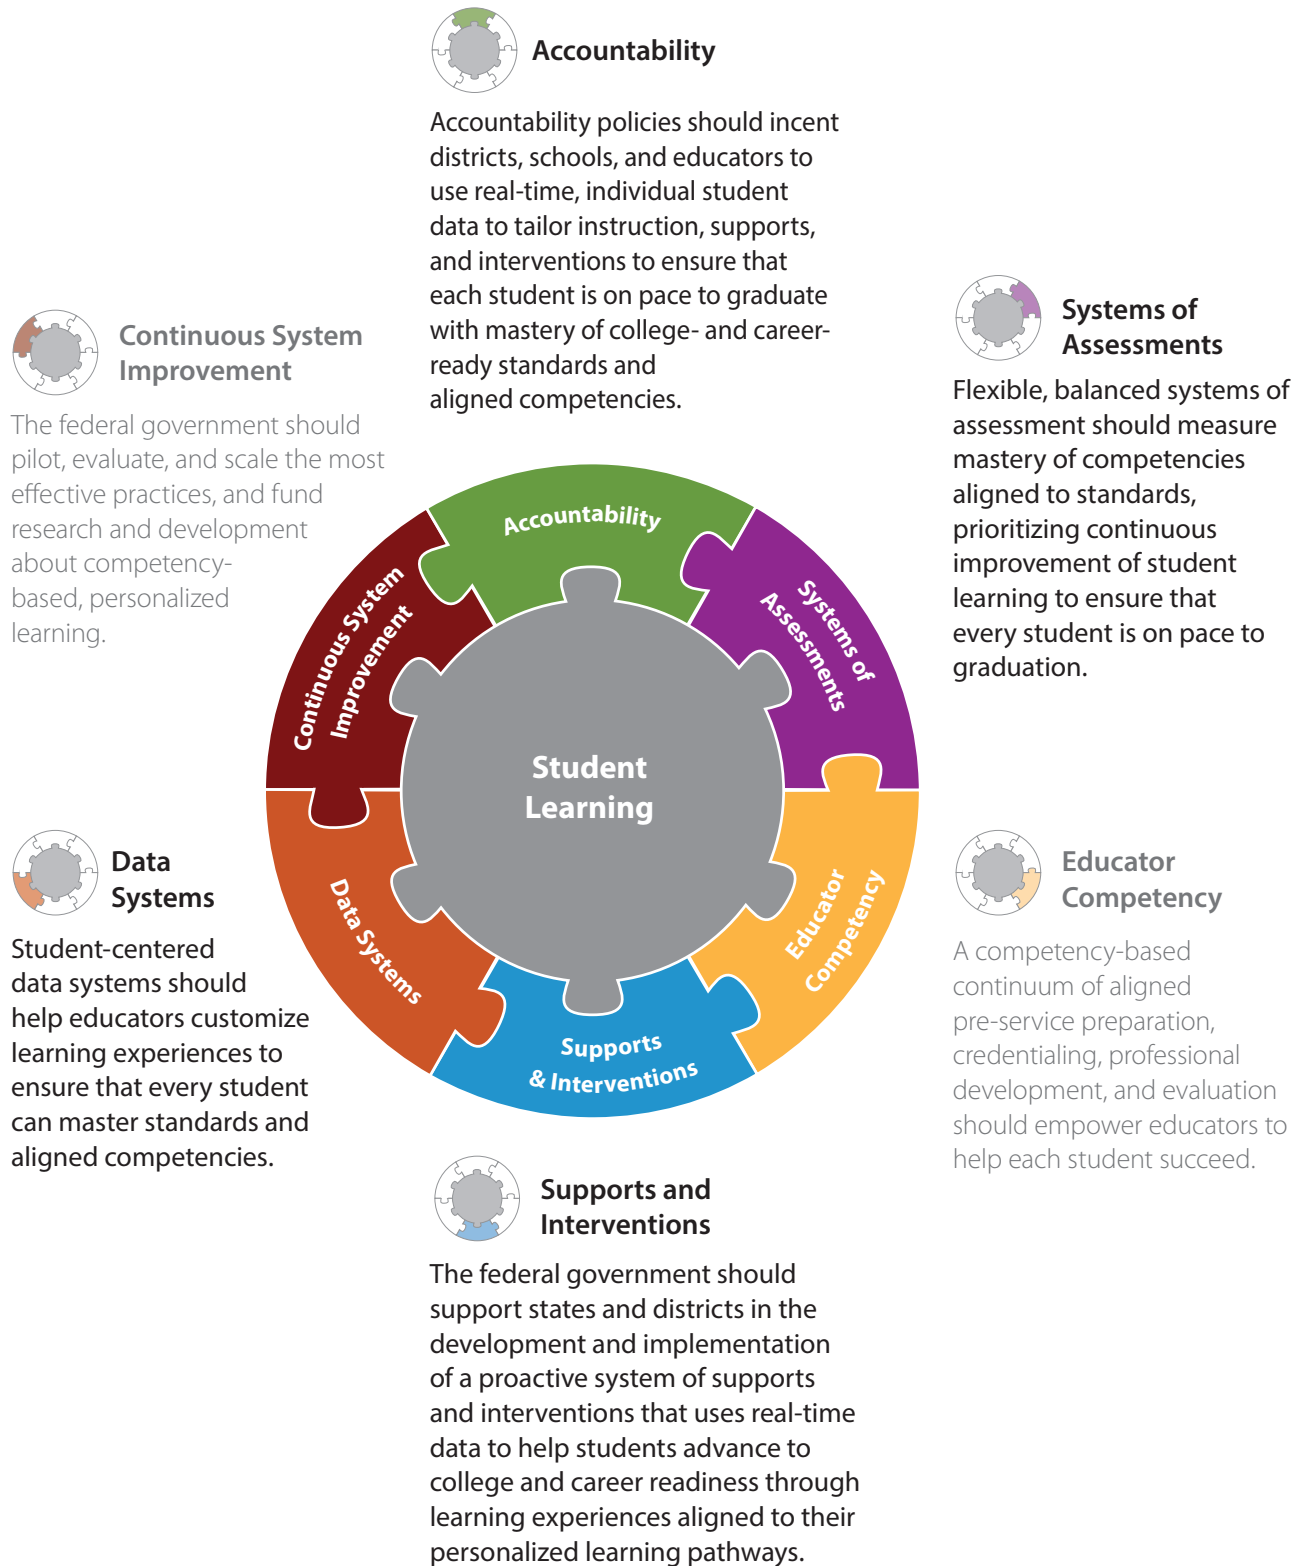 Accountability
Accountability policies should incent
districts, schools, and educators to
use real-time, individual student
data to tailor instruction, supports,
and interventions to ensure that
each student is on pace to graduate
with mastery of college- and career-
ready standards and
aligned competencies.
Continuous System
Improvement
The federal government should
pilot, evaluate, and scale the most
effective practices, and fund
research and development
about competency-
based, personalized
learning.
Systems of
Assessments
Flexible, balanced systems of
assessment should measure
mastery of competencies
aligned to standards,
prioritizing continuous
improvement of student
learning to ensure that
every student is on pace to
graduation.
Accountability
Systems of
Assessments
Continuous System
Improvement
Student
Learning
Data Systems
Educator
Competency
Supports
& Interventions
Data
Systems
Student-centered
data systems should
help educators customize
learning experiences to
ensure that every student
can master standards and
aligned competencies.
Educator
Competency
A competency-based
continuum of aligned
pre-service preparation,
credentialing, professional
development, and evaluation
should empower educators to
help each student succeed.
Supports and
Interventions
The federal government should
support states and districts in the
development and implementation
of a proactive system of supports
and interventions that uses real-time
data to help students advance to
college and career readiness through
learning experiences aligned to their
personalized learning pathways.